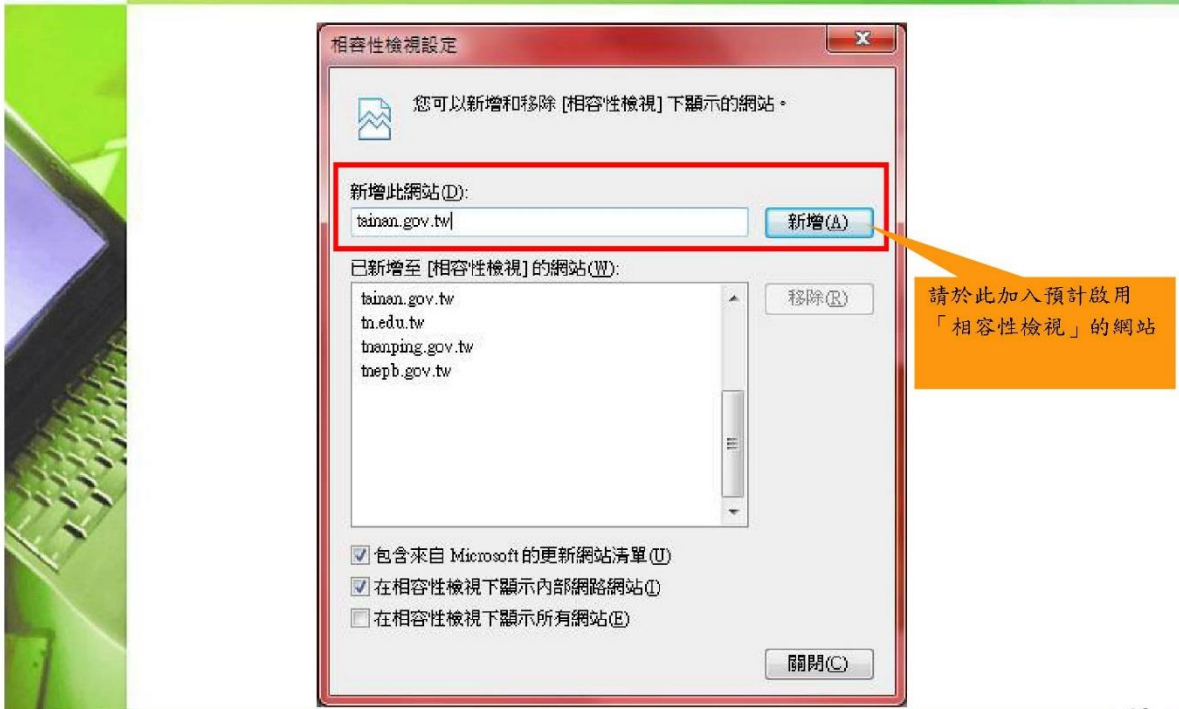 相容性檢視設定
您可以新增和移除 [相容性檢視] 下顯示的網站。
新增此網站(D):
tainan.gov.tw
新增(A)
已新增至 [相容性檢視] 的網站(W):
tainan.gov.tw
tn.edu.tw
tnanping.gov.tw
tnepb.gov.tw
移除(R)
請於此加入預計啟用
「相容性檢視」的網站
包含來自 Microsoft 的更新網站清單(U)
在相容性檢視下顯示內部網路網站(I)
在相容性檢視下顯示所有網站(E)
關閉(C)